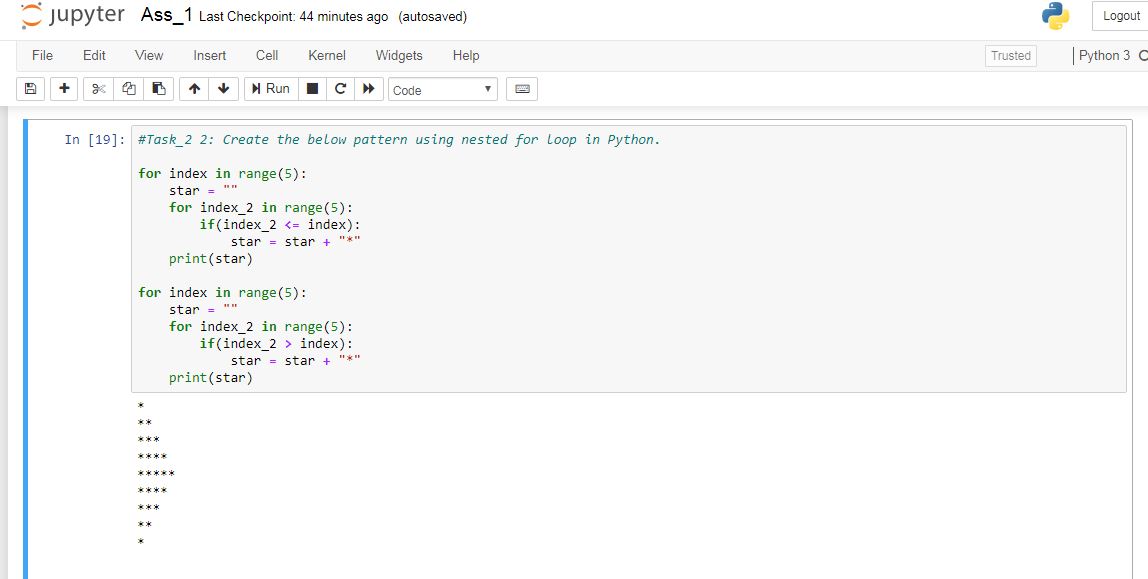 jupyter Ass_1 Last Checkpoint: 44 minutes ago (autosaved)
Logout
File Edit View Insert Cell Kernel Widgets Help
Trusted
Python 3
Run
Code
In [19]:
#Task_2 2: Create the below pattern using nested for loop in Python.
for index in range(5):
    star = ""
    for index_2 in range(5):
        if(index_2 <= index):
            star = star + "*"
    print(star)
for index in range(5):
    star = ""
    for index_2 in range(5):
        if(index_2 > index):
            star = star + "*"
    print(star)
*
**
***
****
*****
****
***
**
*